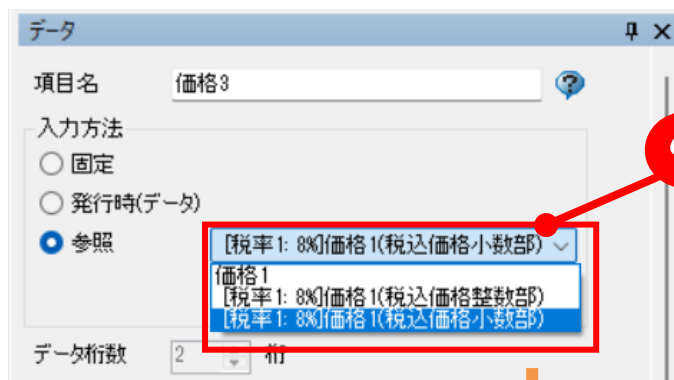 データ
項目名 価格3
入力方法
固定
発行時(データ)
参照 [税率1: 8%]価格1(税込価格小数部)
価格1
[税率1: 8%]価格1(税込価格整数部)
[税率1: 8%]価格1(税込価格小数部)
データ桁数 2 桁